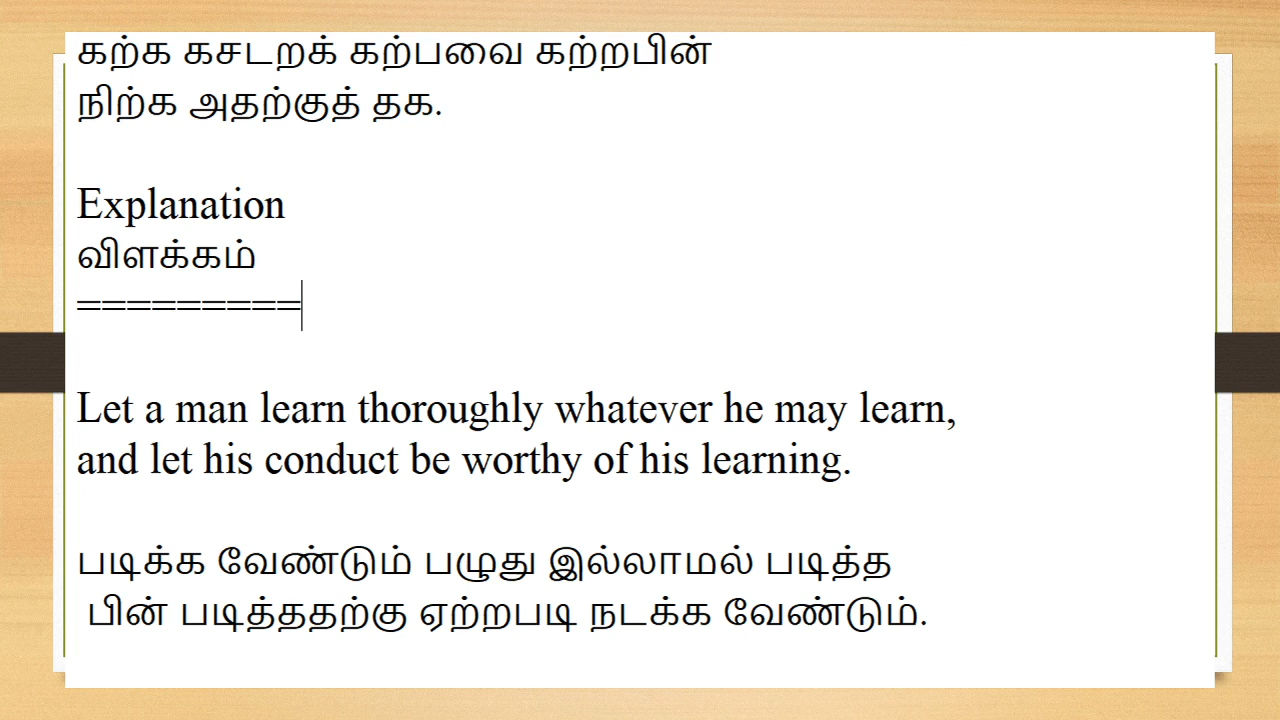 கற்க கசடறக் கற்பவை கற்றபின்
நிற்க அதற்குத் தக.
Explanation
விளக்கம்
=========
Let a man learn thoroughly whatever he may learn,
and let his conduct be worthy of his learning.
படிக்க வேண்டும் பழுது இல்லாமல் படித்த
பின் படித்ததற்கு ஏற்றபடி நடக்க வேண்டும்.